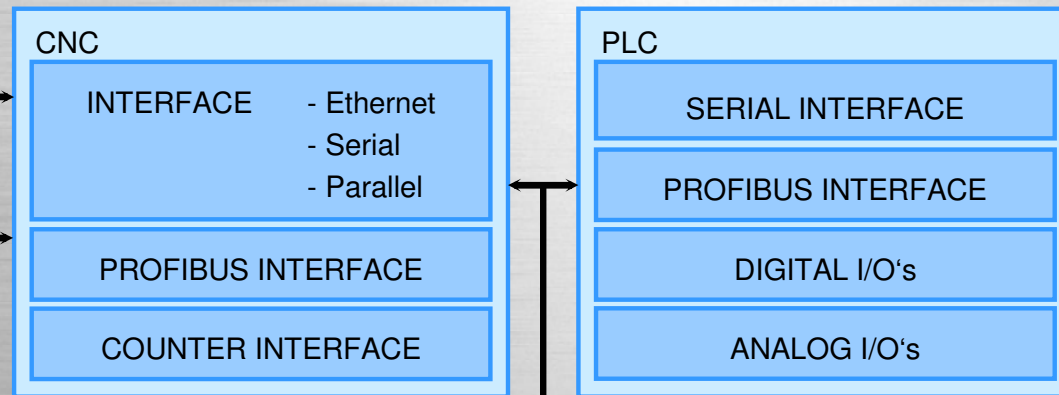 CNC
INTERFACE - Ethernet
- Serial
- Parallel
PROFIBUS INTERFACE
COUNTER INTERFACE
PLC
SERIAL INTERFACE
PROFIBUS INTERFACE
DIGITAL I/O‘s
ANALOG I/O‘s